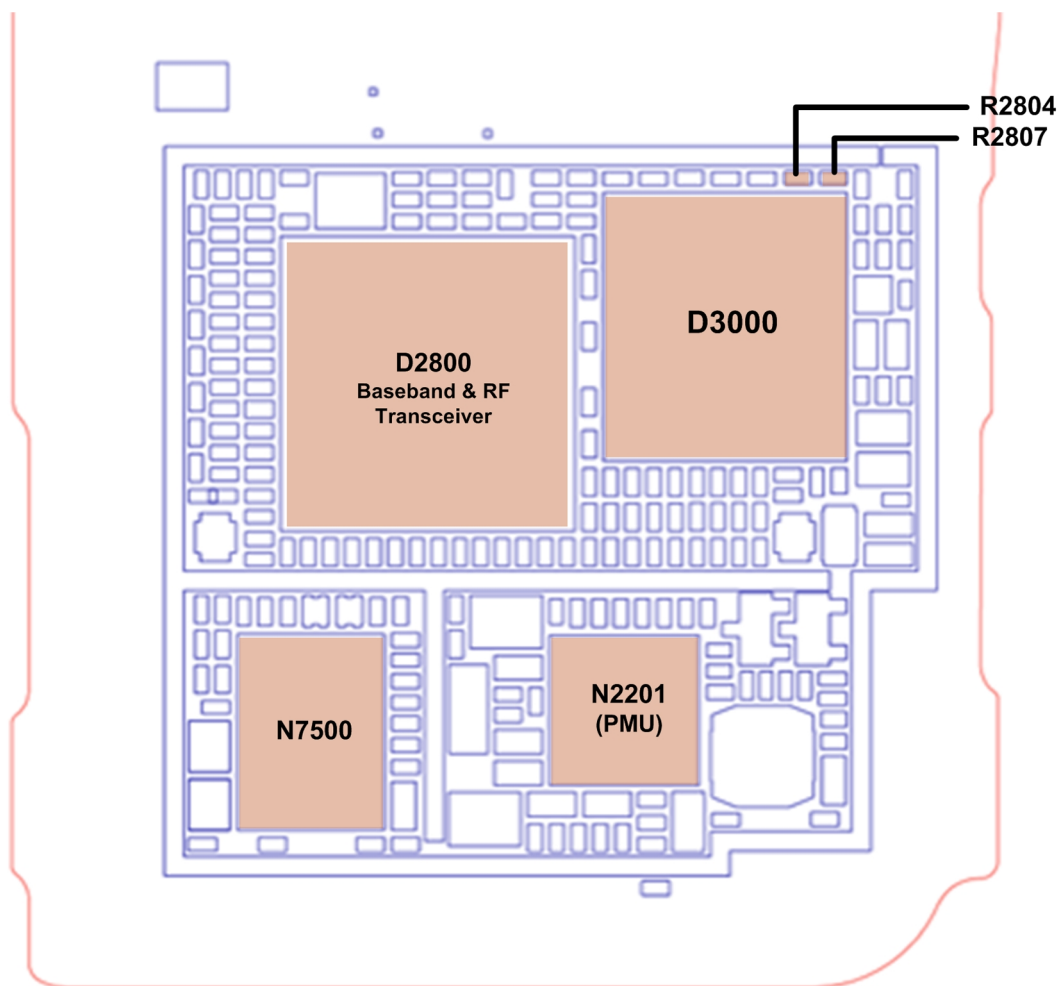 R2804
R2807
D3000
D2800
Baseband & RF
Transceiver
N7500
N2201
(PMU)